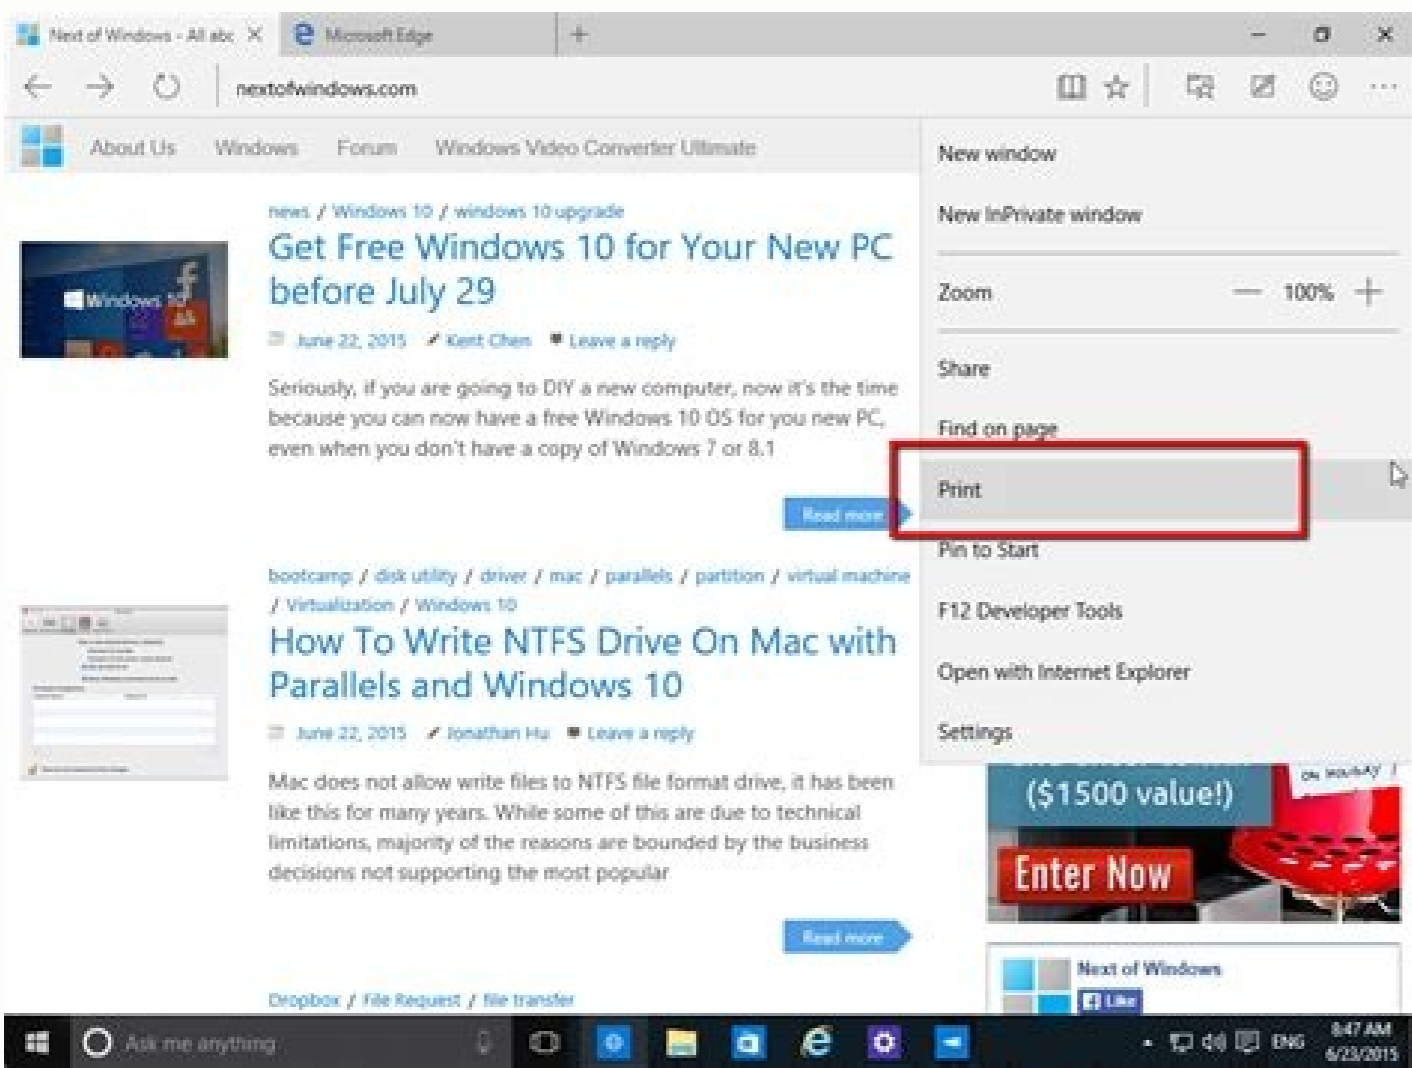 Next of Windows - All abc
Microsoft Edge
nextofwindows.com
About Us Windows Forum Windows Video Converter Ultimate
news / Windows 10 / windows 10 upgrade
Get Free Windows 10 for Your New PC
before July 29
June 22, 2015 Kent Chen Leave a reply
Seriously, if you are going to DIY a new computer, now it's the time
because you can now have a free Windows 10 OS for you new PC,
even when you don't have a copy of Windows 7 or 8.1
Read more
Windows 10
bootcamp / disk utility / driver / mac / parallels / partition / virtual machine
/ Virtualization / Windows 10
How To Write NTFS Drive On Mac with
Parallels and Windows 10
June 22, 2015 Jonathan Hu Leave a reply
Mac does not allow write files to NTFS file format drive, it has been
like this for many years. While some of this are due to technical
limitations, majority of the reasons are bounded by the business
decisions not supporting the most popular
Read more
Dropbox / File Request / file transfer
New window
New InPrivate window
Zoom 100%
Share
Find on page
Print
Pin to Start
F12 Developer Tools
Open with Internet Explorer
Settings
($1500 value!)
Enter Now
Next of Windows
Like
Ask me anything
ENG
8:47 AM
6/23/2015